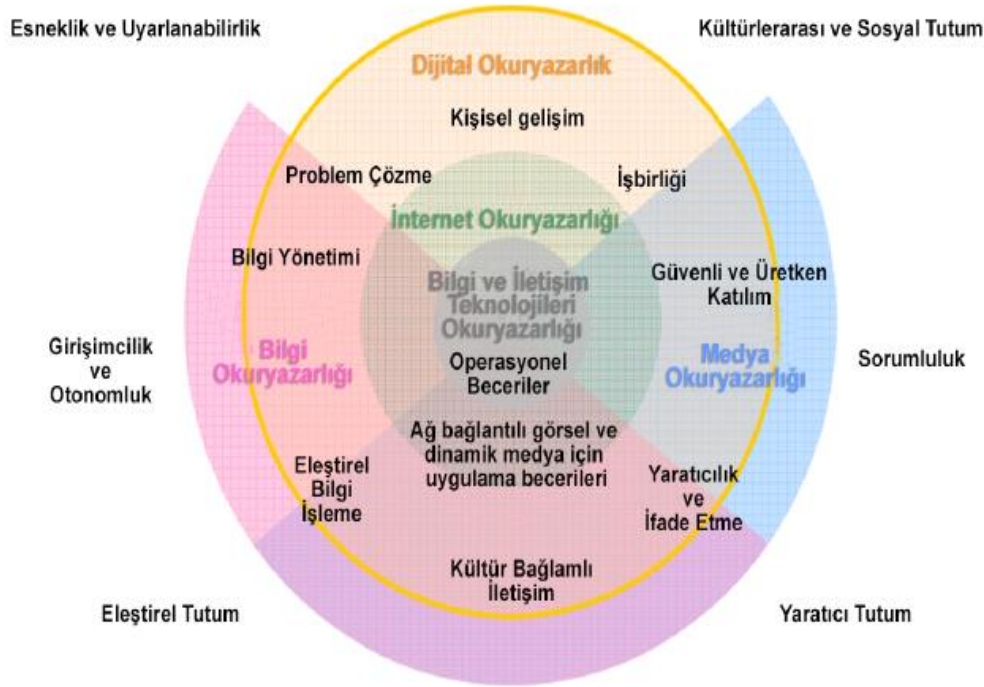 Esneklik ve Uyarlanabilirlik
Kültürlerarası ve Sosyal Tutum
Dijital Okuryazarlık
Kişisel gelişim
Problem Çözme
İşbirliği
İnternet Okuryazarlığı
Bilgi Yönetimi
Bilgi ve İletişim
Teknolojileri
Okuryazarlığı
Güvenli ve Üretken
Katılım
Girişimcilik
ve
Otonomluk
Bilgi
Okuryazarlığı
Operasyonel
Beceriler
Medya
Okuryazarlığı
Sorumluluk
Ağ bağlantılı görsel ve
dinamik medya için
uygulama becerileri
Eleştirel
Bilgi
İşleme
Yaratıcılık
ve
İfade Etme
Kültür Bağlamlı
İletişim
Eleştirel Tutum
Yaratıcı Tutum